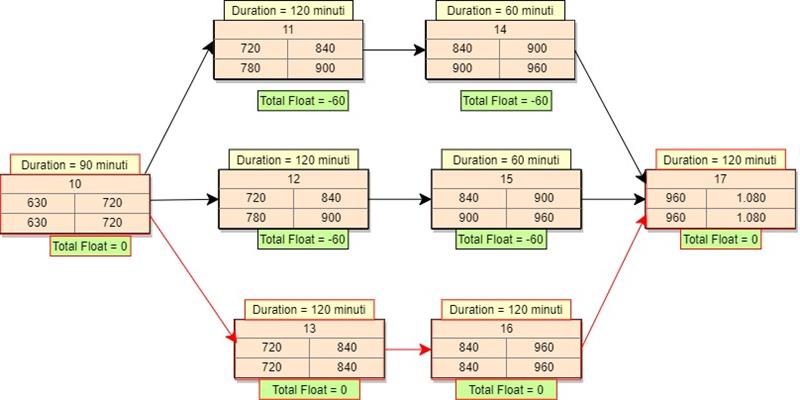 Duration = 120 minuti
11
720 840
780 900
Total Float = -60
Duration = 60 minuti
14
840 900
900 960
Total Float = -60
Duration = 90 minuti
10
630 720
630 720
Total Float = 0
Duration = 120 minuti
12
720 840
780 900
Total Float = -60
Duration = 60 minuti
15
840 900
900 960
Total Float = -60
Duration = 120 minuti
17
960 1.080
960 1.080
Total Float = 0
Duration = 120 minuti
13
720 840
720 840
Total Float = 0
Duration = 120 minuti
16
840 960
840 960
Total Float = 0